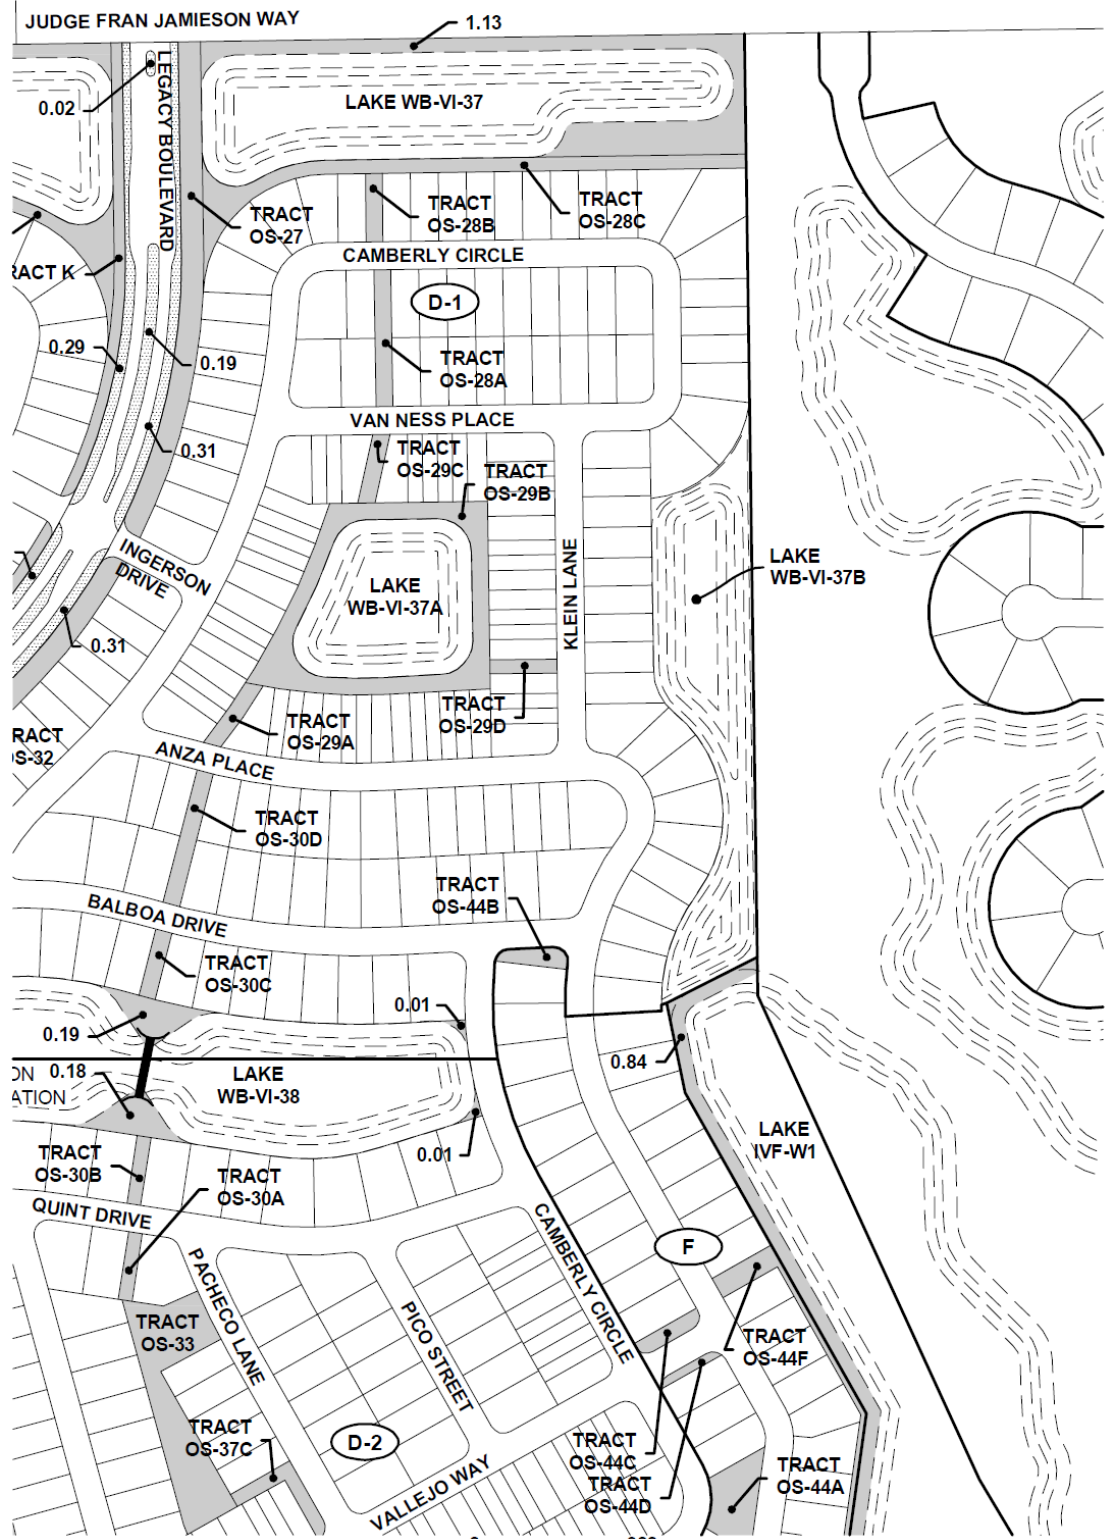 JUDGE FRAN JAMIESON WAY
1.13
0.02
LEGACY BOULEVARD
LAKE WB-VI-37
TRACT
OS-27
TRACT
OS-28B
TRACT
OS-28C
RACT K
CAMBERLY CIRCLE
D-1
0.29
0.19
TRACT
OS-28A
0.31
VAN NESS PLACE
TRACT
OS-29C
TRACT
OS-29B
INGERSON
DRIVE
LAKE
WB-VI-37A
KLEIN LANE
LAKE
WB-VI-37B
0.31
TRACT
OS-29D
TRACT
OS-29A
RACT
OS-32
ANZA PLACE
TRACT
OS-30D
TRACT
OS-44B
BALBOA DRIVE
TRACT
OS-30C
0.01
0.19
0.84
ON
ATION
0.18
LAKE
WB-VI-38
LAKE
IVF-W1
0.01
TRACT
OS-30B
TRACT
OS-30A
QUINT DRIVE
CAMBERLY CIRCLE
F
PACHECO LANE
PICO STREET
TRACT
OS-33
TRACT
OS-44F
TRACT
OS-37C
D-2
VALLEJO WAY
TRACT
OS-44C
TRACT
OS-44D
TRACT
OS-44A